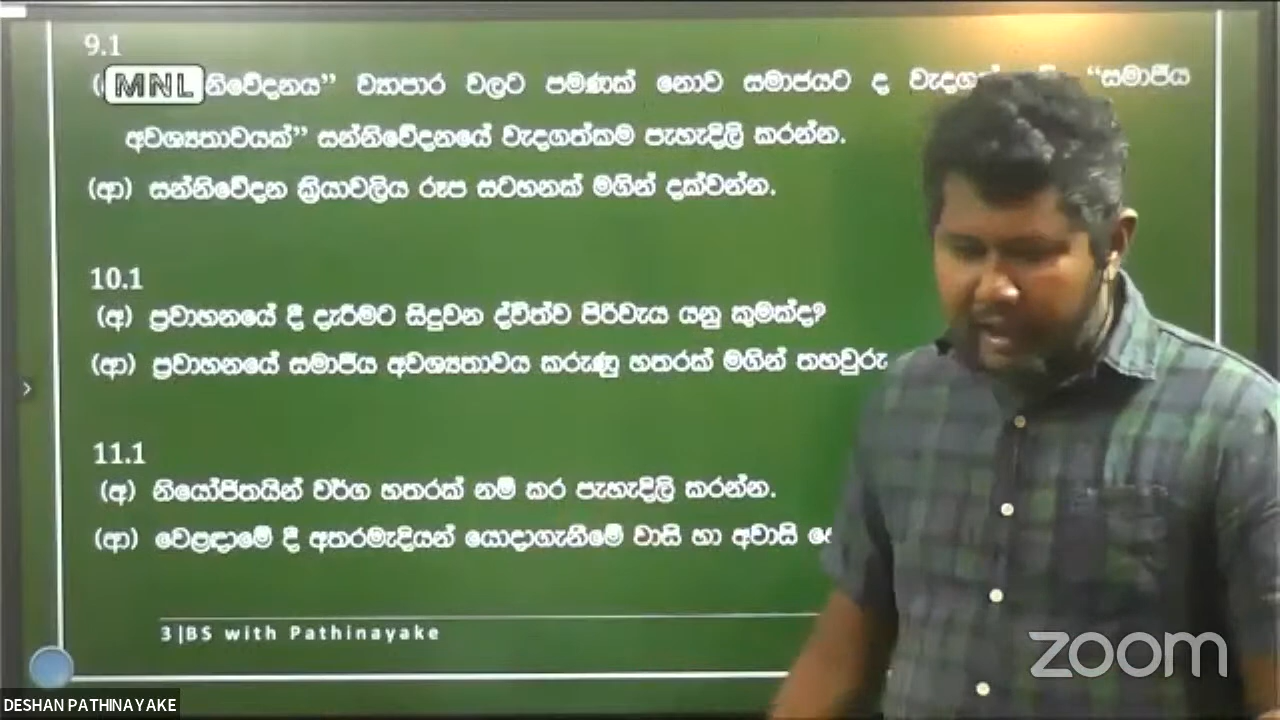 9.1
( MNL නිවේදනය” ව්‍යාපාර වලට පමණක් නොව සමාජයටද “සමාජීය
අවශ්‍යතාවයක්” සන්නිවේදනයේ වැදගත්කම පැහැදිලි කරන්න.
(ආ) සන්නිවේදන ක්‍රියාවලිය රූප සටහනක් මගින් දක්වන්න.
10.1
(අ) ප්‍රවාහනයේ දී දැරීමට සිදුවන ද්විත්ව පිරිවැය යනු කුමක්ද?
(ආ) ප්‍රවාහනයේ සමාජීය අවශ්‍යතාවය කරුණු හතරක් මගින් තහවුරු
11.1
(අ) නියෝජිතයින් වර්ග හතරක් නම් කර පැහැදිලි කරන්න.
(ආ) වෙළඳාමේ දී අතරමැදියන් යොදාගැනීමේ වාසි හා අවාසි
3|BS with Pathinayake
zoom
DESHAN PATHINAYAKE